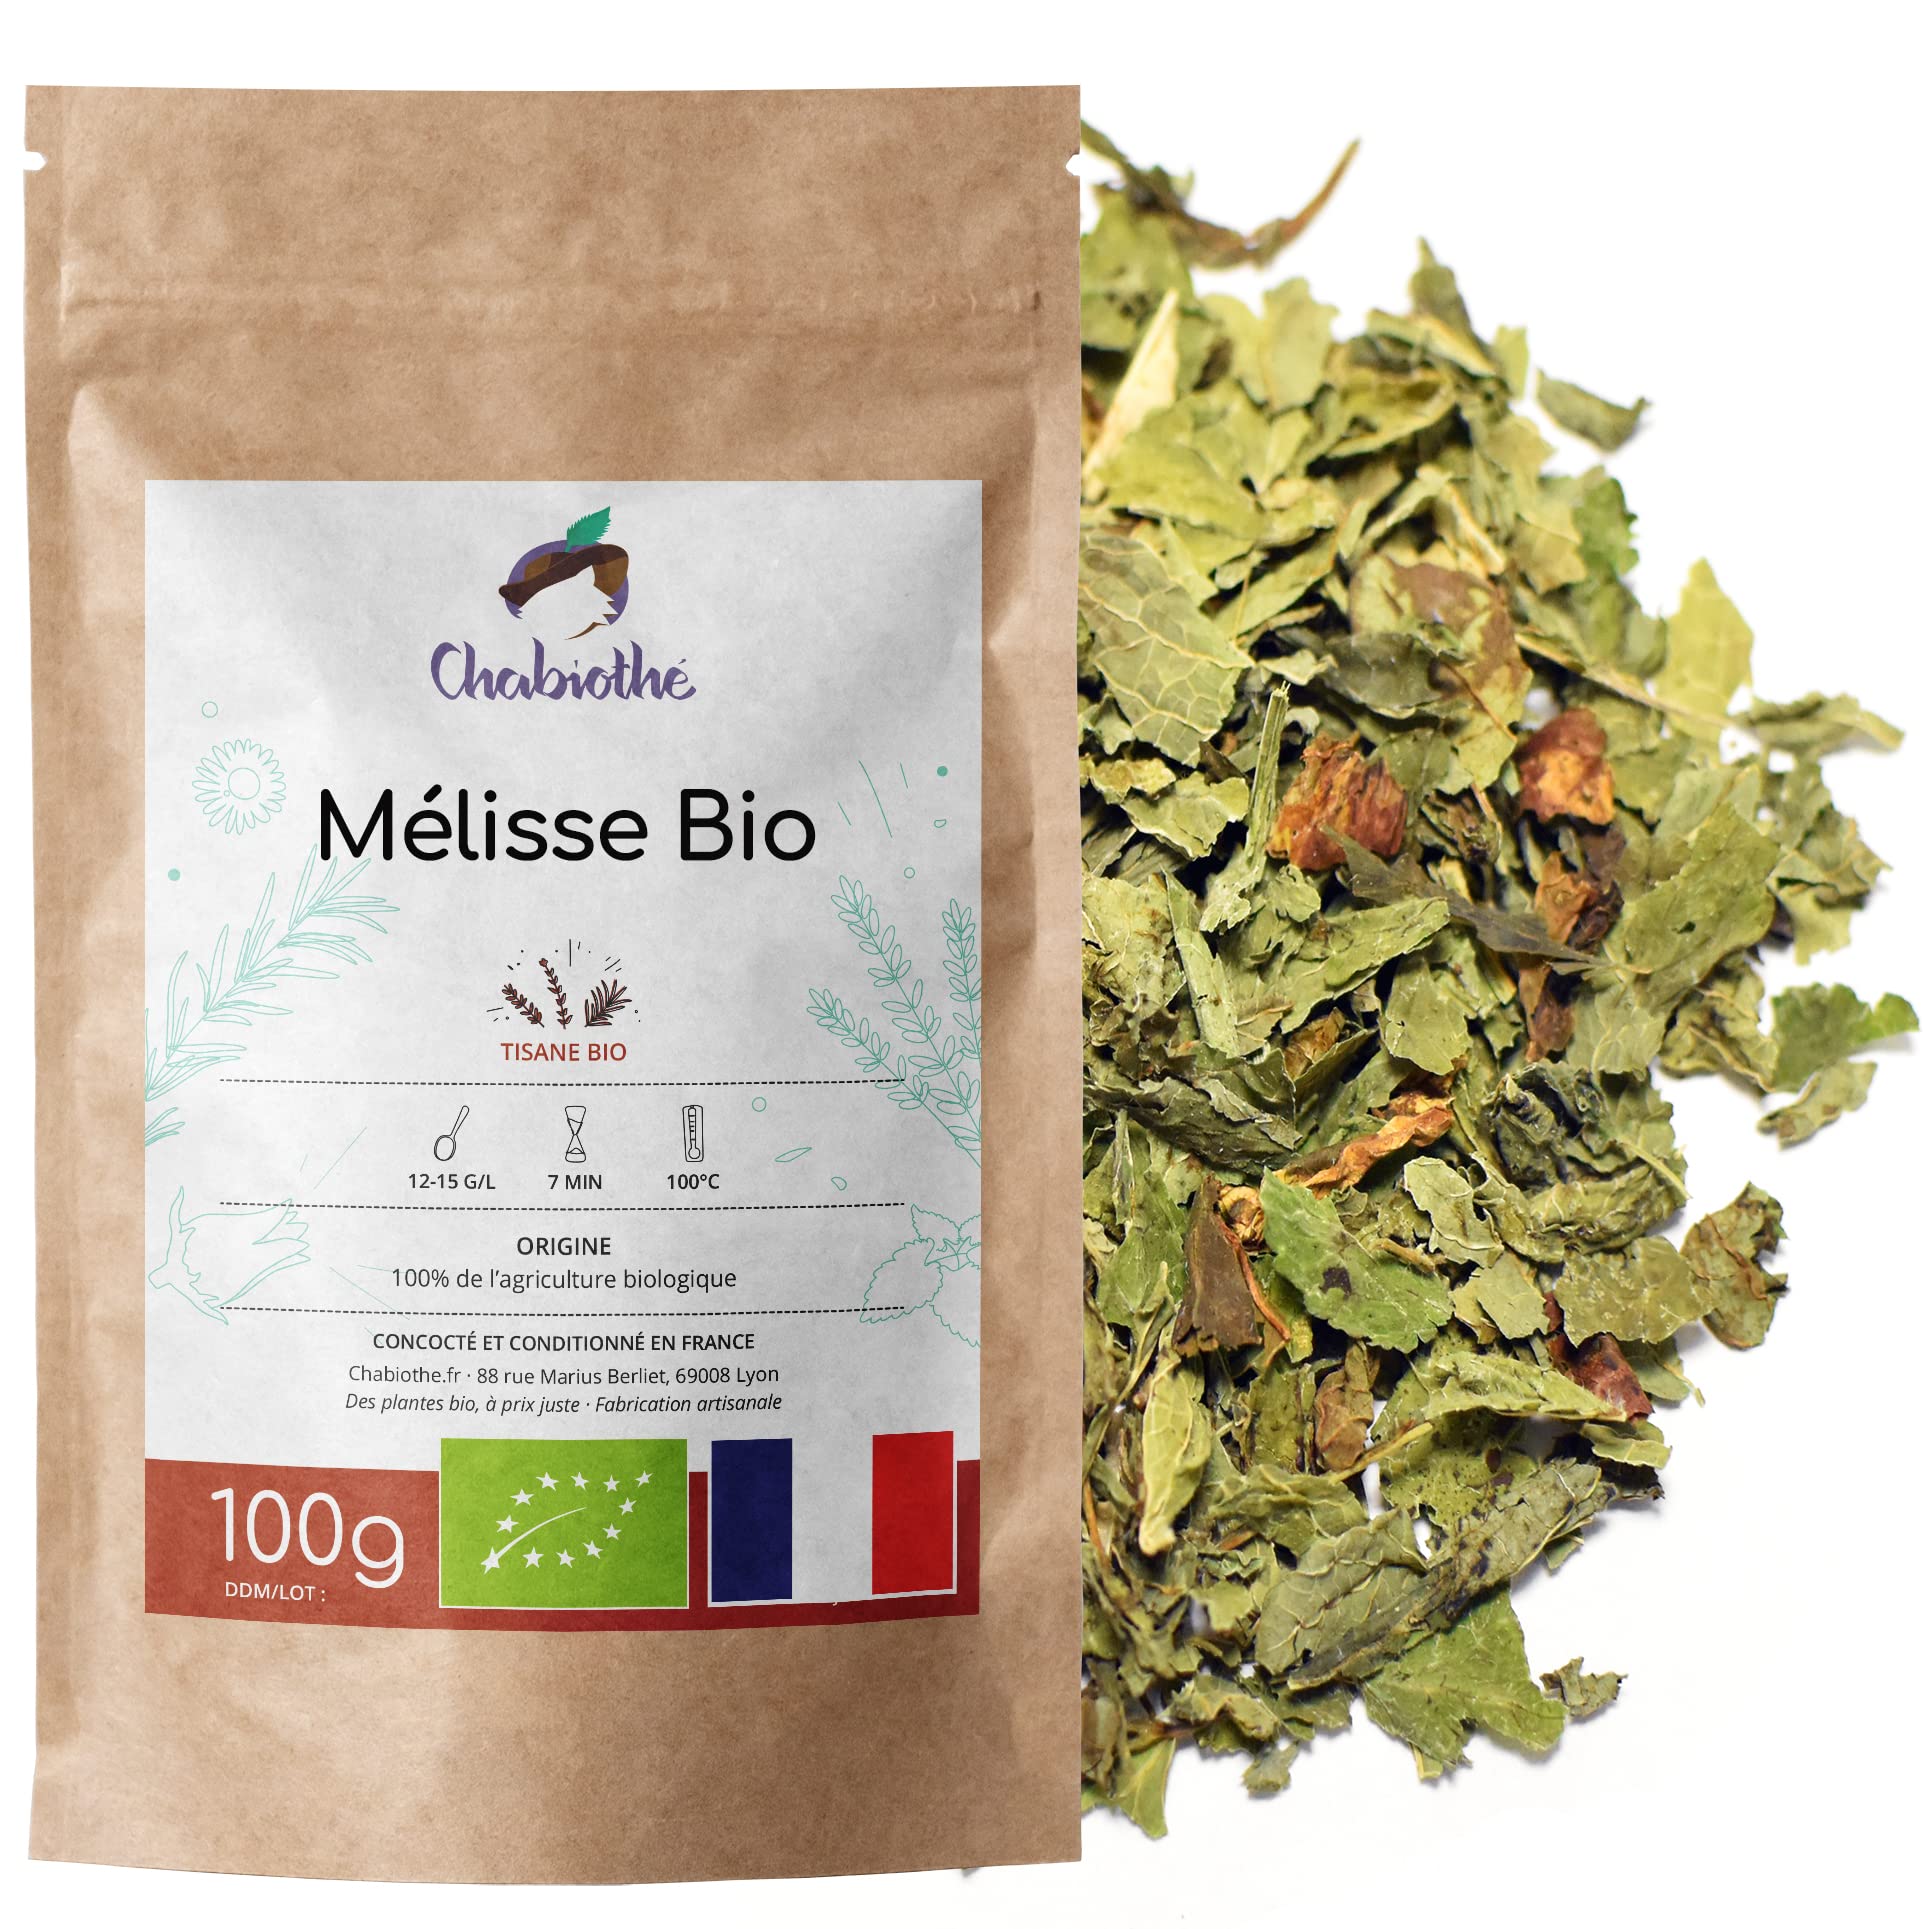 Chabiothé
Mélisse Bio
TISANE BIO
12-15 G/L 7 MIN 100°C
ORIGINE
100% de l'agriculture biologique
CONCOCTÉ ET CONDITIONNÉ EN FRANCE
Chabiothe.fr · 88 rue Marius Berliet, 69008 Lyon
Des plantes bio, à prix juste · Fabrication artisanale
100g
DDM/LOT :